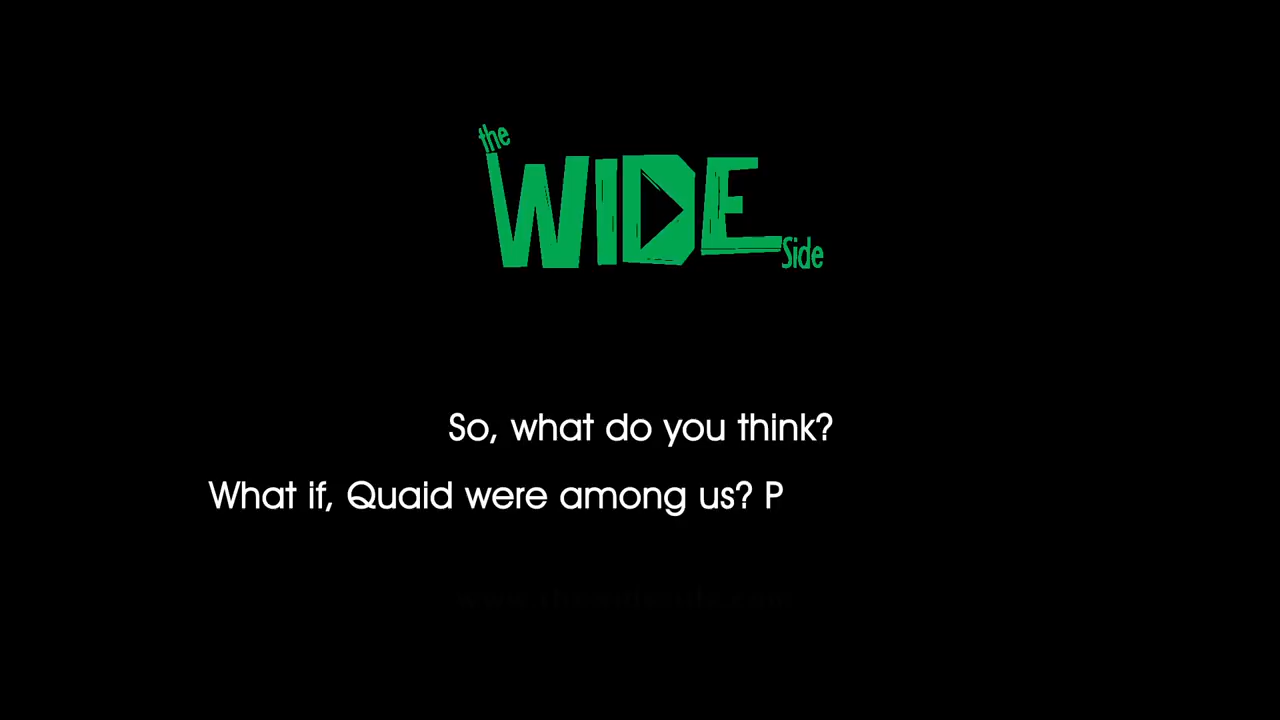 the
WIDE
Side
So, what do you think?
What if, Quaid were among us? P